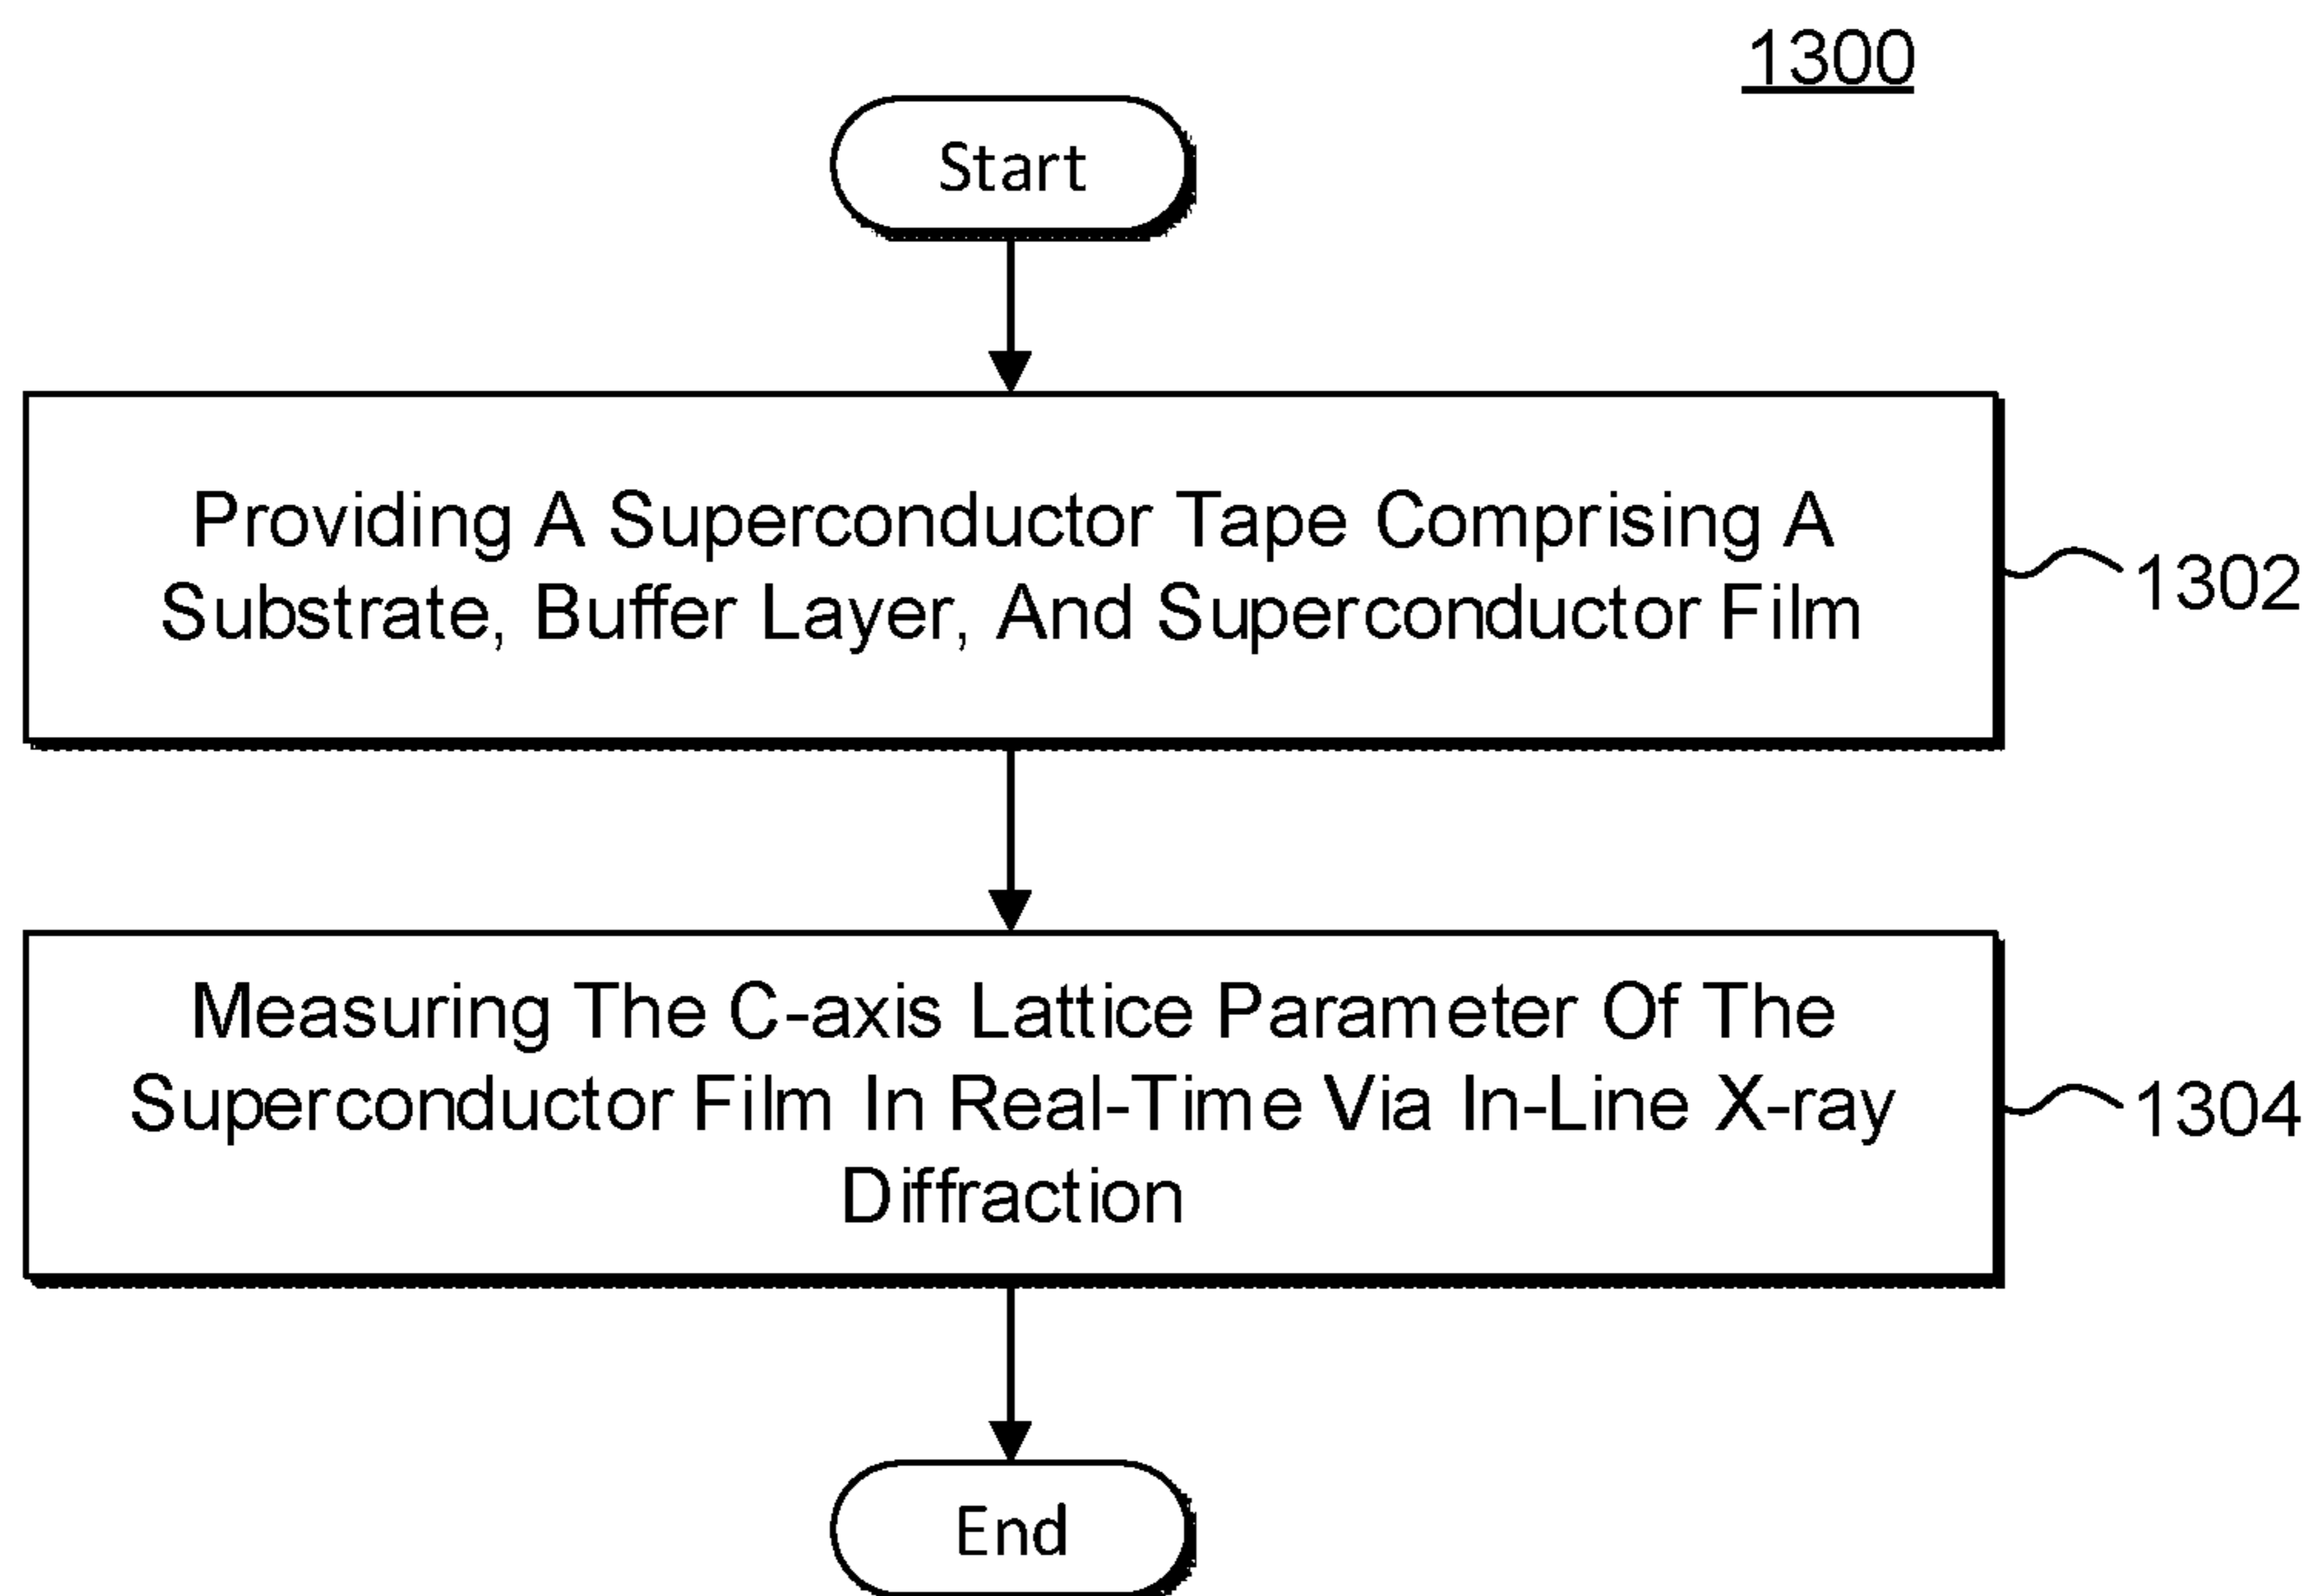 1300
Start
Providing A Superconductor Tape Comprising A
Substrate, Buffer Layer, And Superconductor Film
1302
Measuring The C-axis Lattice Parameter Of The
Superconductor Film In Real-Time Via In-Line X-ray
Diffraction
1304
End